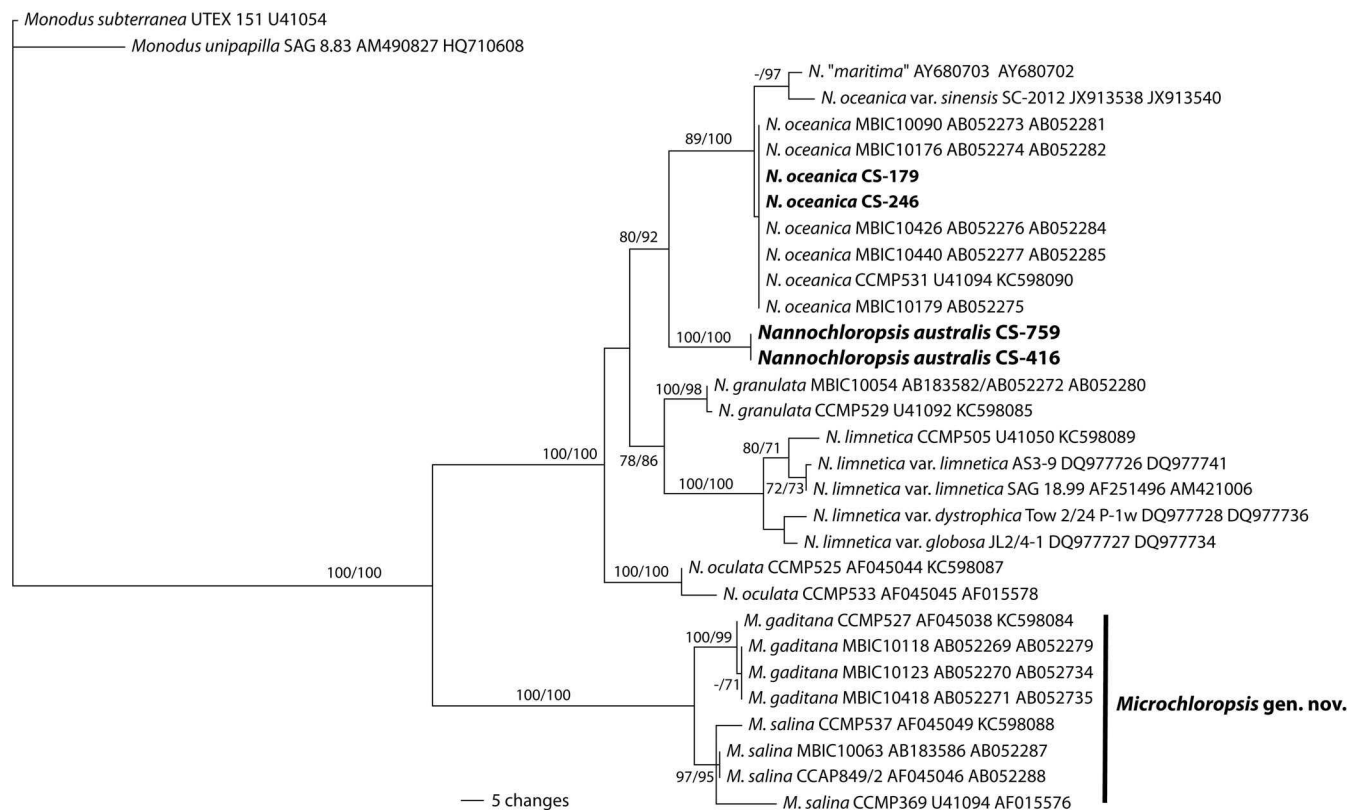 Monodus subterranea UTEX 151 U41054
Monodus unipapilla SAG 8.83 AM490827 HQ710608
-/97
N. "maritima" AY680703 AY680702
N. oceanica var. sinensis SC-2012 JX913538 JX913540
89/100
N. oceanica MBIC10090 AB052273 AB052281
N. oceanica MBIC10176 AB052274 AB052282
N. oceanica CS-179
N. oceanica CS-246
N. oceanica MBIC10426 AB052276 AB052284
80/92
N. oceanica MBIC10440 AB052277 AB052285
N. oceanica CCMP531 U41094 KC598090
N. oceanica MBIC10179 AB052275
100/100
Nannochloropsis australis CS-759
Nannochloropsis australis CS-416
100/98
N. granulata MBIC10054 AB183582/AB052272 AB052280
N. granulata CCMP529 U41092 KC598085
80/71
N. limnetica CCMP505 U41050 KC598089
100/100
78/86
N. limnetica var. limnetica AS3-9 DQ977726 DQ977741
100/100
72/73
N. limnetica var. limnetica SAG 18.99 AF251496 AM421006
N. limnetica var. dystrophica Tow 2/24 P-1w DQ977728 DQ977736
N. limnetica var. globosa JL2/4-1 DQ977727 DQ977734
100/100
100/100
N. oculata CCMP525 AF045044 KC598087
N. oculata CCMP533 AF045045 AF015578
100/99
M. gaditana CCMP527 AF045038 KC598084
M. gaditana MBIC10118 AB052269 AB052279
M. gaditana MBIC10123 AB052270 AB052734
100/100
-/71
M. gaditana MBIC10418 AB052271 AB052735
Microchloropsis gen. nov.
M. salina CCMP537 AF045049 KC598088
M. salina MBIC10063 AB183586 AB052287
97/95
M. salina CCAP849/2 AF045046 AB052288
M. salina CCMP369 U41094 AF015576
5 changes